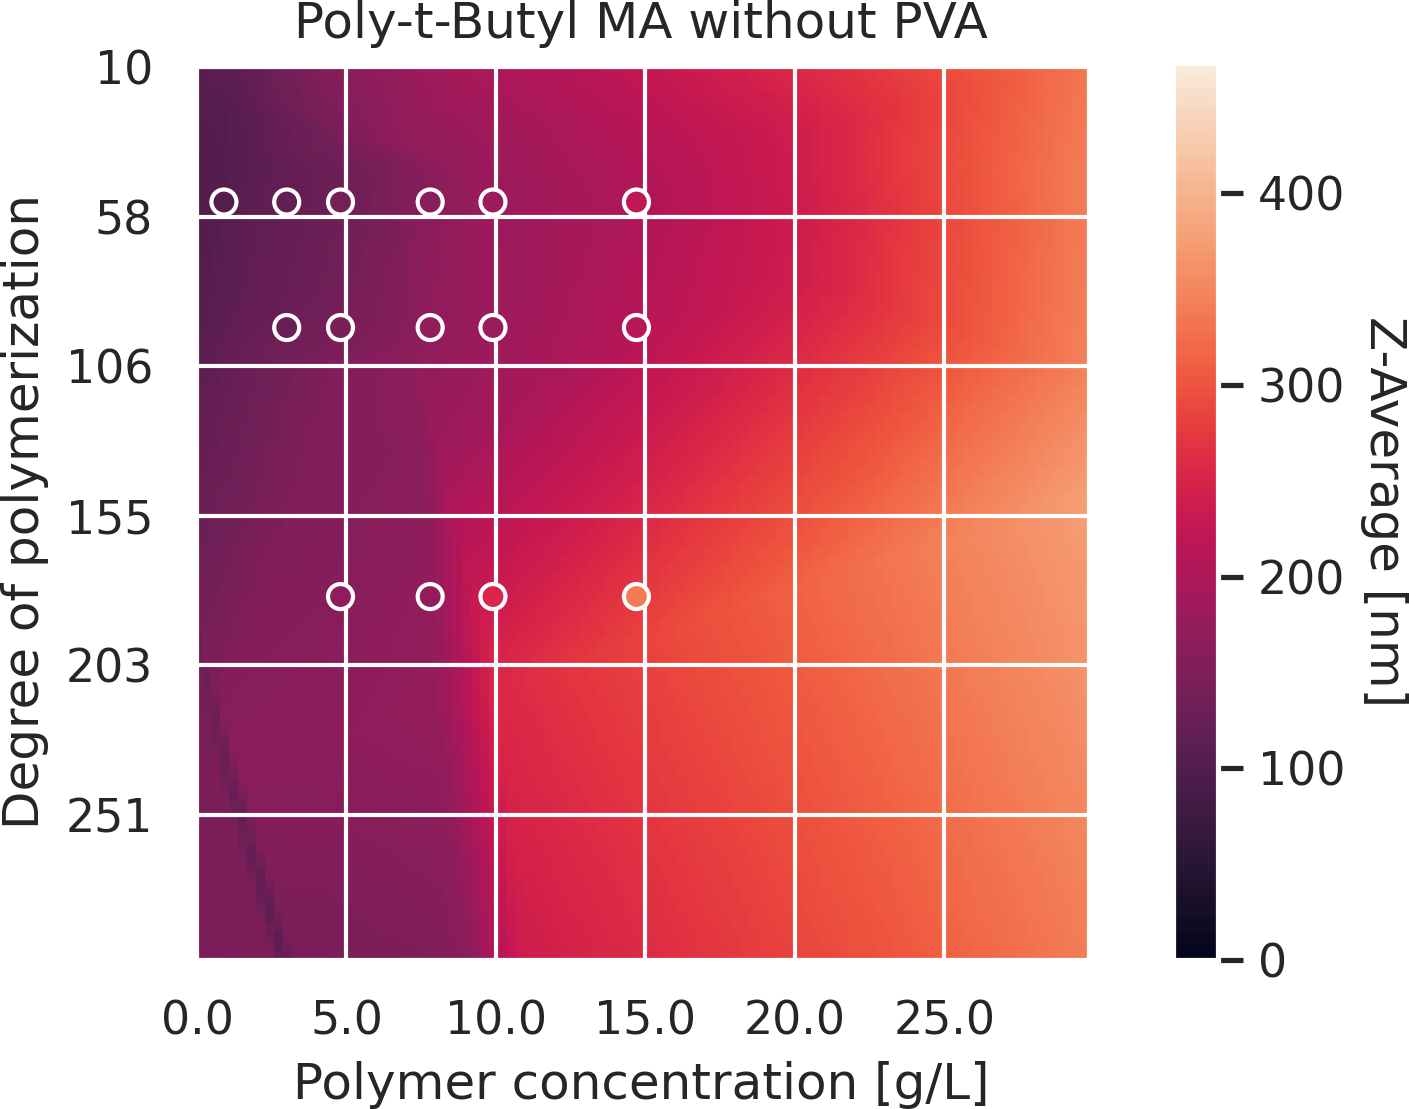 Poly-t-Butyl MA without PVA
10
58
106
155
203
251
Degree of polymerization
0.0 5.0 10.0 15.0 20.0 25.0
Polymer concentration [g/L]
400
300
200
100
0
Z-Average [nm]